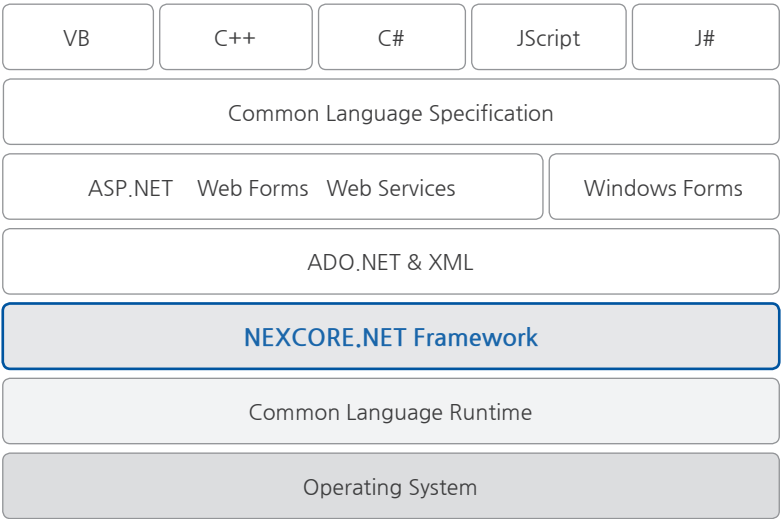 VB C++ C# JScript J#
Common Language Specification
ASP.NET Web Forms Web Services Windows Forms
ADO.NET & XML
NEXCORE.NET Framework
Common Language Runtime
Operating System